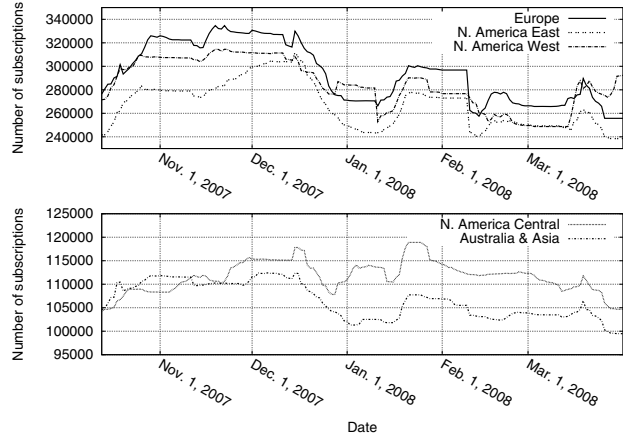 Number of subscriptions
340000
320000
300000
280000
260000
240000
Europe
N. America East
N. America West
Nov. 1, 2007
Dec. 1, 2007
Jan. 1, 2008
Feb. 1, 2008
Mar. 1, 2008
Number of subscriptions
125000
120000
115000
110000
105000
100000
95000
N. America Central
Australia & Asia
Nov. 1, 2007
Dec. 1, 2007
Jan. 1, 2008
Feb. 1, 2008
Mar. 1, 2008
Date